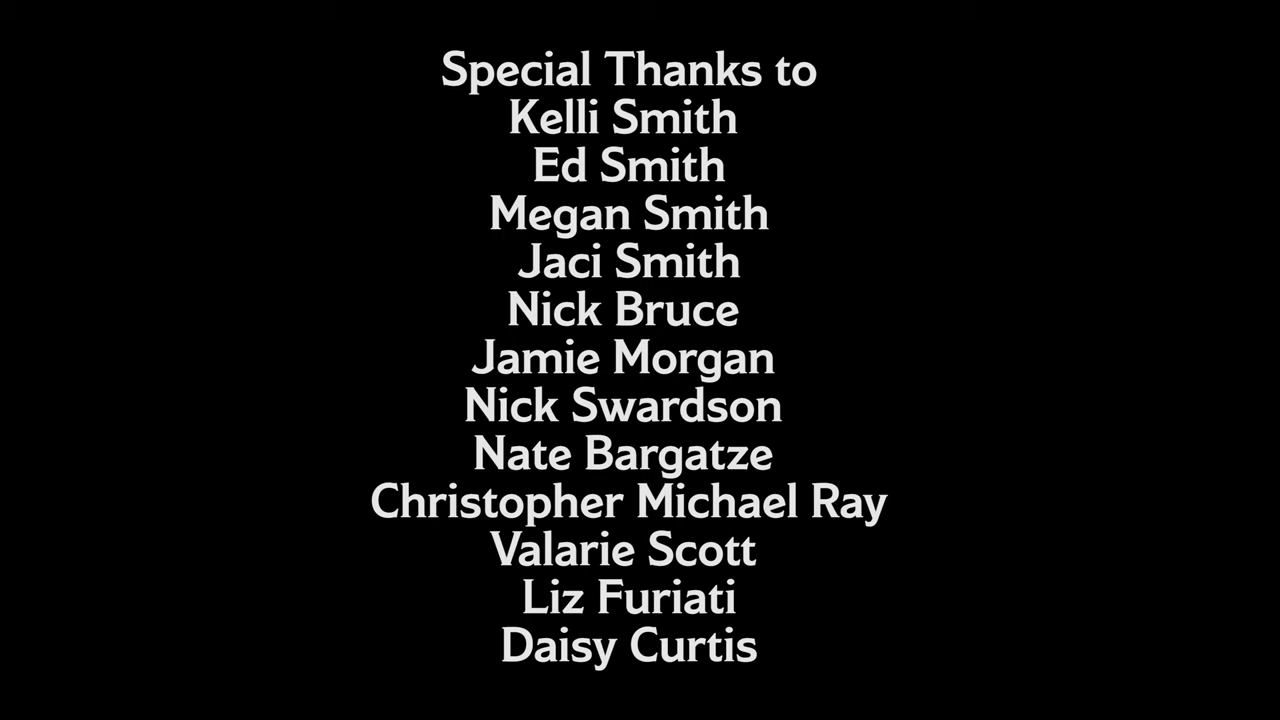 Special Thanks to
Kelli Smith
Ed Smith
Megan Smith
Jaci Smith
Nick Bruce
Jamie Morgan
Nick Swardson
Nate Bargatze
Christopher Michael Ray
Valarie Scott
Liz Furiati
Daisy Curtis